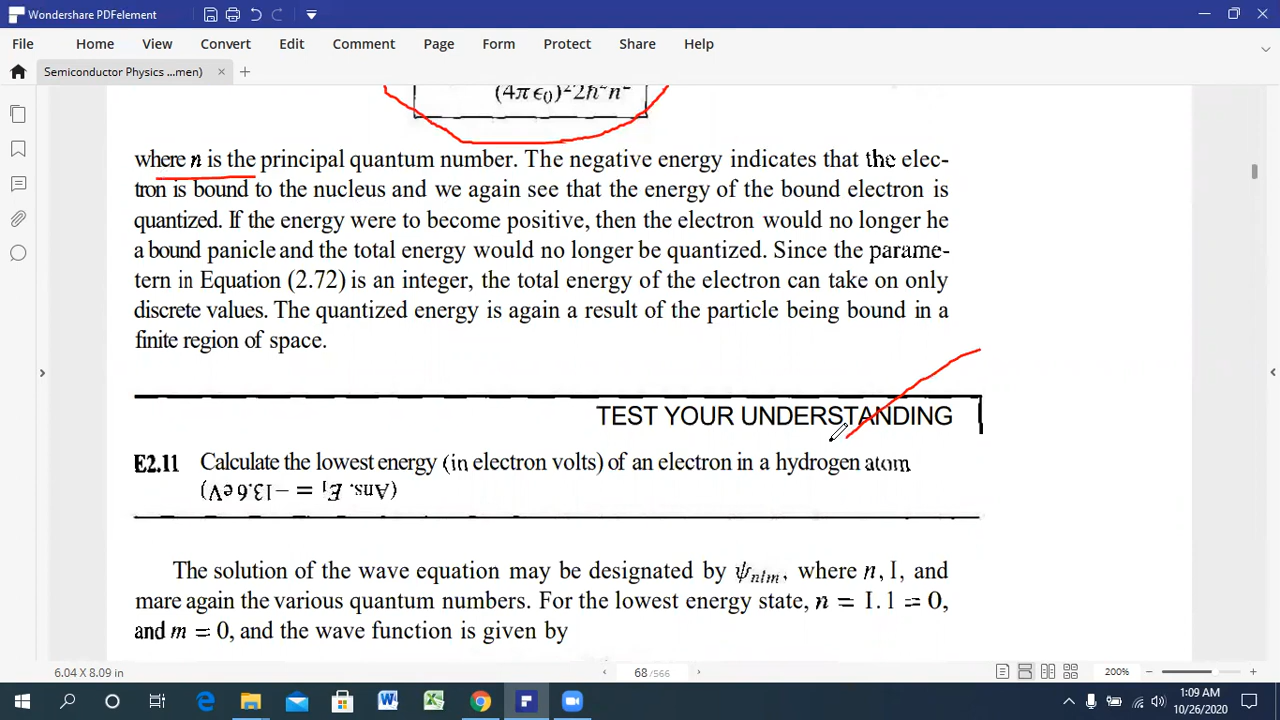 Wondershare PDFelement
File Home View Convert Edit Comment Page Form Protect Share Help
Semiconductor Physics ...men) × +
(4πϵ₀)²2ħ²n²
where n is the principal quantum number. The negative energy indicates that the elec-
tron is bound to the nucleus and we again see that the energy of the bound electron is
quantized. If the energy were to become positive, then the electron would no longer he
a bound panicle and the total energy would no longer be quantized. Since the parame-
tern in Equation (2.72) is an integer, the total energy of the electron can take on only
discrete values. The quantized energy is again a result of the particle being bound in a
finite region of space.
TEST YOUR UNDERSTANDING
E2.11 Calculate the lowest energy (in electron volts) of an electron in a hydrogen atom
(Ans. E₁ = −13.6 eV)
The solution of the wave equation may be designated by ψnlm, where n, I, and
mare again the various quantum numbers. For the lowest energy state, n = I. 1 = 0,
and m = 0, and the wave function is given by
6.04 X 8.09 in
68 /566
200%
1:09 AM
10/26/2020